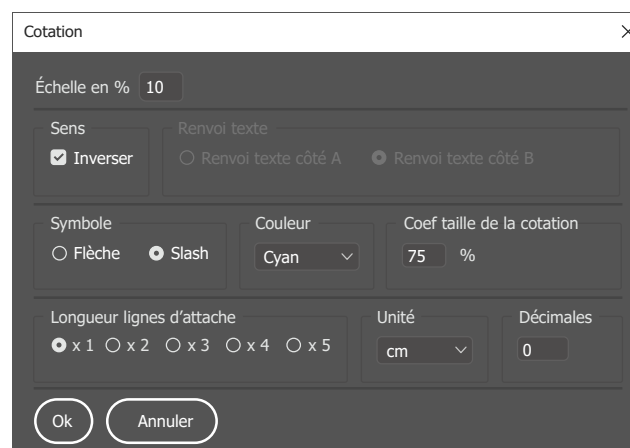 Cotation
Échelle en % 10
Sens
Inverser
Renvoi texte
Renvoi texte côté A Renvoi texte côté B
Symbole
Flèche Slash
Couleur
Cyan
Coef taille de la cotation
75 %
Longueur lignes d'attache
x 1 x 2 x 3 x 4 x 5
Unité
cm
Décimales
0
Ok Annuler